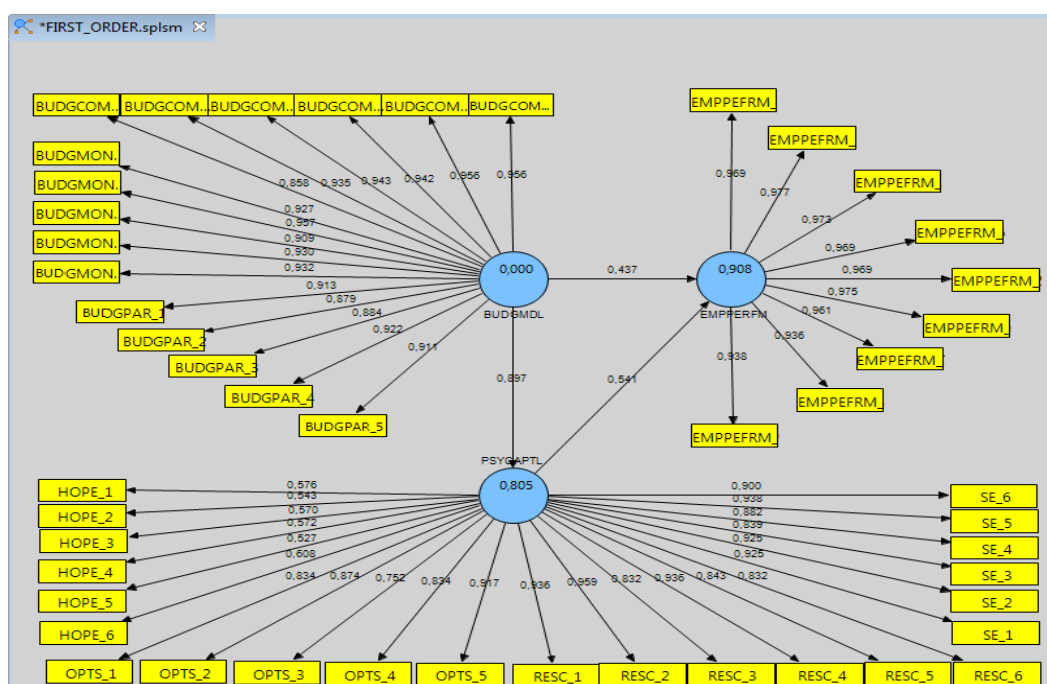 *FIRST_ORDER.splsm
BUDGCOM... BUDGCOM... BUDGCOM... BUDGCOM... BUDGCOM... BUDGCOM...
EMPPEFRM_
EMPPEFRM_
EMPPEFRM_
EMPPEFRM_
EMPPEFRM_
EMPPEFRM_
EMPPEFRM_
EMPPEFRM_
EMPPEFRM_
BUDGMON.
BUDGMON.
BUDGMON.
BUDGMON.
BUDGMON.
BUDGPAR_1
BUDGPAR_2
BUDGPAR_3
BUDGPAR_4
BUDGPAR_5
0,858 0,935 0,943 0,942 0,956 0,956
0,927
0,957
0,909
0,930
0,932
0,913
0,879
0,884
0,922
0,911
0,000
BUDGMDL
0,437
0,908
EMPPERFM
0,969
0,977
0,973
0,969
0,969
0,975
0,961
0,936
0,938
0,897
0,541
PSYCAPTL
0,805
HOPE_1
HOPE_2
HOPE_3
HOPE_4
HOPE_5
HOPE_6
0,576
0,543
0,570
0,572
0,527
0,608
0,834 0,874 0,752 0,834 0,917 0,936 0,959 0,832 0,936 0,843 0,832
0,900
0,938
0,882
0,839
0,925
0,925
SE_6
SE_5
SE_4
SE_3
SE_2
SE_1
OPTS_1 OPTS_2 OPTS_3 OPTS_4 OPTS_5 RESC_1 RESC_2 RESC_3 RESC_4 RESC_5 RESC_6